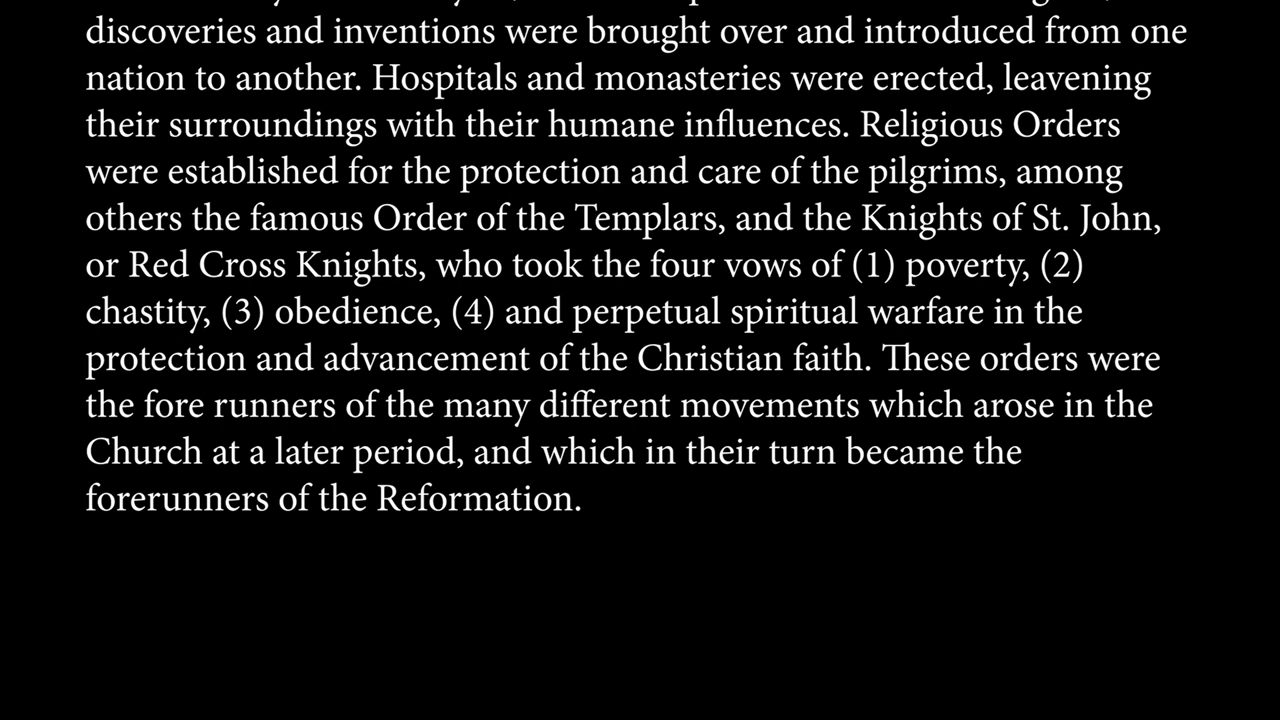 discoveries and inventions were brought over and introduced from one
nation to another. Hospitals and monasteries were erected, leavening
their surroundings with their humane influences. Religious Orders
were established for the protection and care of the pilgrims, among
others the famous Order of the Templars, and the Knights of St. John,
or Red Cross Knights, who took the four vows of (1) poverty, (2)
chastity, (3) obedience, (4) and perpetual spiritual warfare in the
protection and advancement of the Christian faith. These orders were
the fore runners of the many different movements which arose in the
Church at a later period, and which in their turn became the
forerunners of the Reformation.